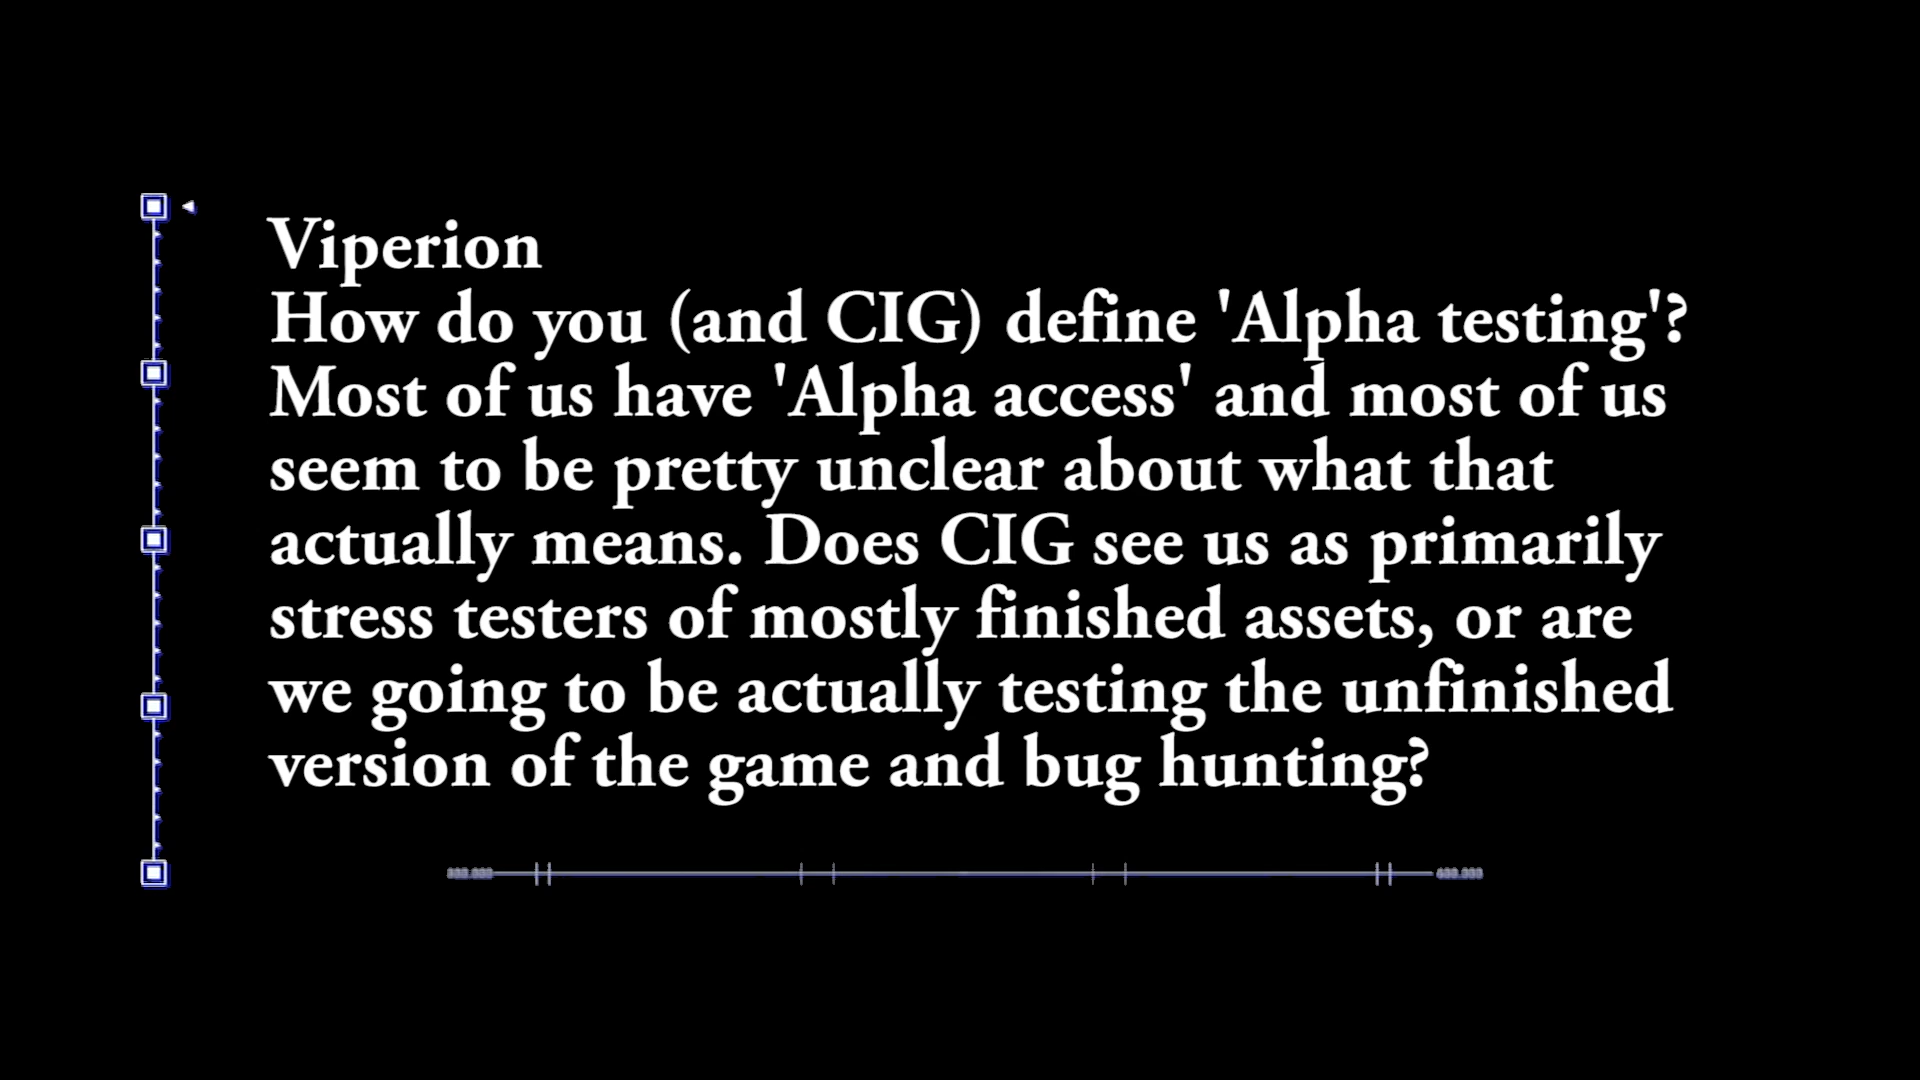 Viperion
How do you (and CIG) define 'Alpha testing'?
Most of us have 'Alpha access' and most of us
seem to be pretty unclear about what that
actually means. Does CIG see us as primarily
stress testers of mostly finished assets, or are
we going to be actually testing the unfinished
version of the game and bug hunting?